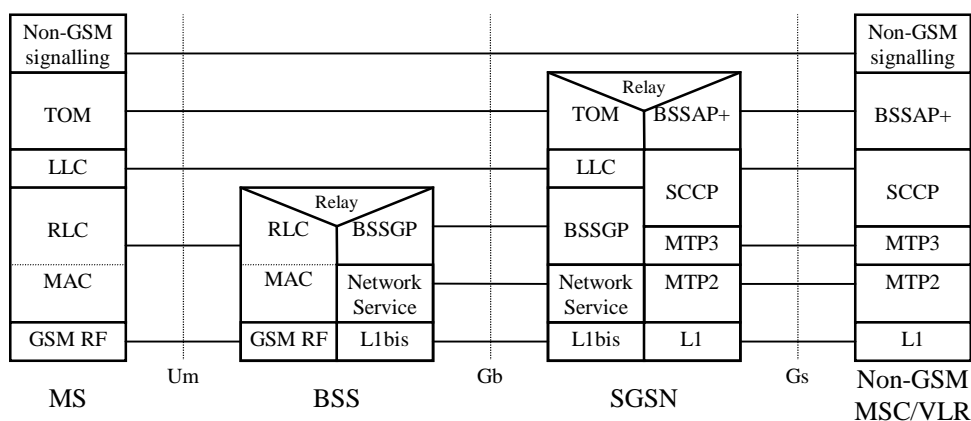 Non-GSM
signalling
Non-GSM
signalling
Relay
TOM
TOM
BSSAP+
BSSAP+
LLC
LLC
SCCP
SCCP
Relay
RLC
RLC
BSSGP
BSSGP
MTP3
MTP3
MAC
MAC
Network
Service
Network
Service
MTP2
MTP2
GSM RF
GSM RF
L1bis
L1bis
L1
L1
Um
Gb
Gs
MS
BSS
SGSN
Non-GSM
MSC/VLR